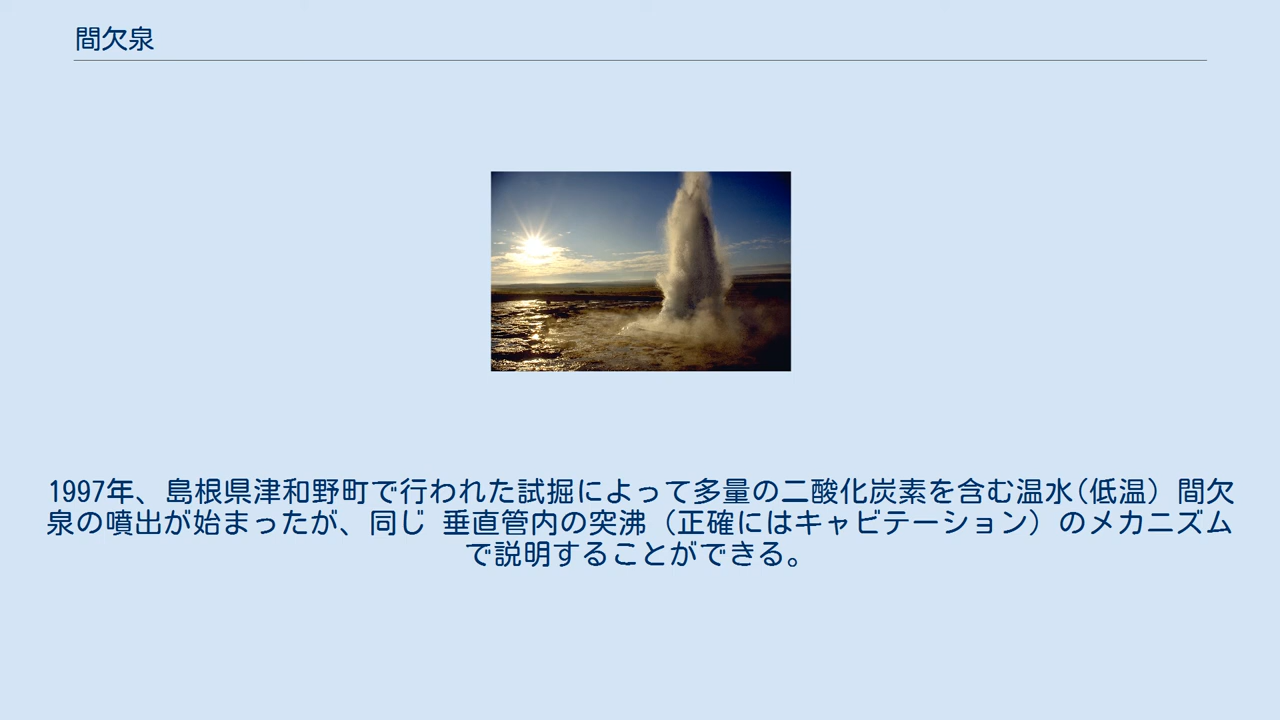 間欠泉
1997年、島根県津和野町で行われた試掘によって多量の二酸化炭素を含む温水(低温）間欠
泉の噴出が始まったが、同じ 垂直管内の突沸（正確にはキャビテーション）のメカニズム
で説明することができる。